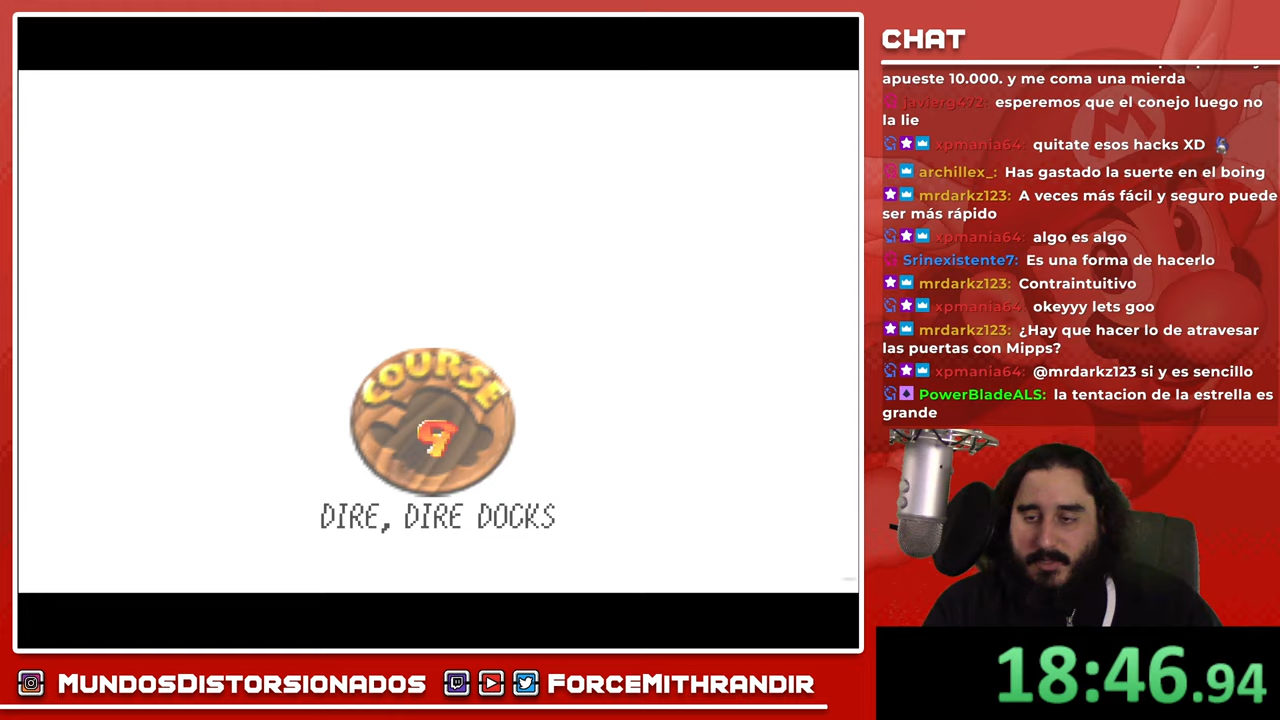 CHAT
apueste 10.000. y me coma una mierda
javierg472: esperemos que el conejo luego no
la lie
xpmania64: quitate esos hacks XD
archillex_: Has gastado la suerte en el boing
mrdarkz123: A veces más fácil y seguro puede
ser más rápido
xpmania64: algo es algo
Srinexistente7: Es una forma de hacerlo
mrdarkz123: Contraintuitivo
xpmania64: okeyyy lets goo
mrdarkz123: ¿Hay que hacer lo de atravesar
las puertas con Mipps?
xpmania64: @mrdarkz123 si y es sencillo
PowerBladeALS: la tentacion de la estrella es
grande
COURSE
9
DIRE, DIRE DOCKS
MUNDOSDISTORSIONADOS
FORCEMITHRANDIR
18:46.94